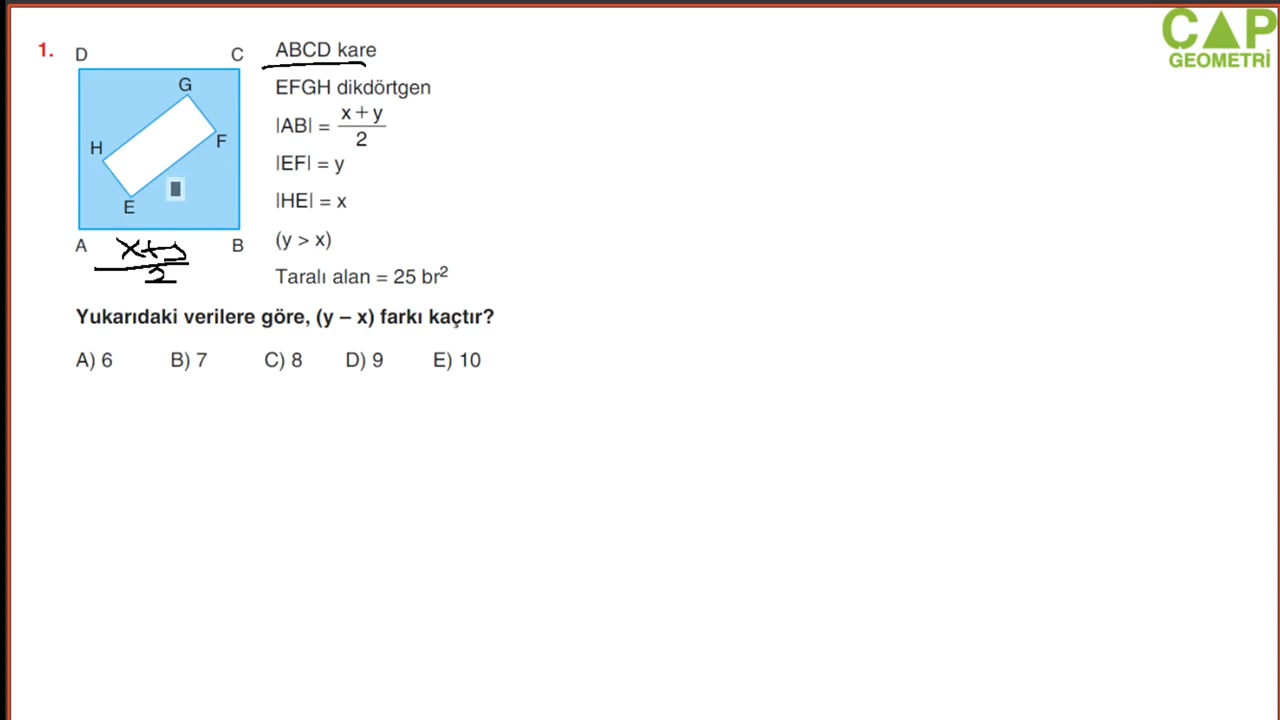 ÇAP
GEOMETRİ
1.
D
C
G
H
F
E
A
B
x+y
2
ABCD kare
EFGH dikdörtgen
|AB| = x + y / 2
|EF| = y
|HE| = x
(y > x)
Taralı alan = 25 br²
Yukarıdaki verilere göre, (y – x) farkı kaçtır?
A) 6 B) 7 C) 8 D) 9 E) 10